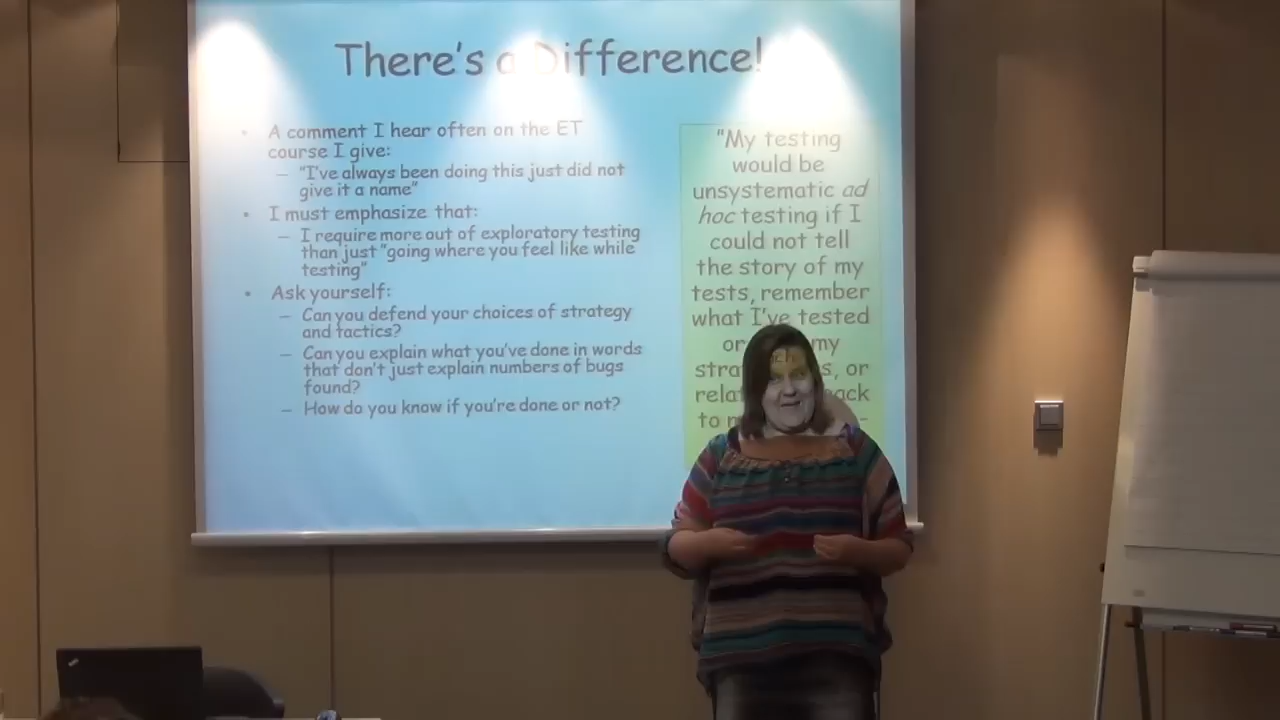 There's a Difference!
• A comment I hear often on the ET
course I give:
– "I've always been doing this just did not
give it a name"
• I must emphasize that:
– I require more out of exploratory testing
than just "going where you feel like while
testing"
• Ask yourself:
– Can you defend your choices of strategy
and tactics?
– Can you explain what you've done in words
that don't just explain numbers of bugs
found?
– How do you know if you're done or not?
"My testing
would be
unsystematic ad
hoc testing if I
could not tell
the story of my
tests, remember
what I've tested
my
or
to